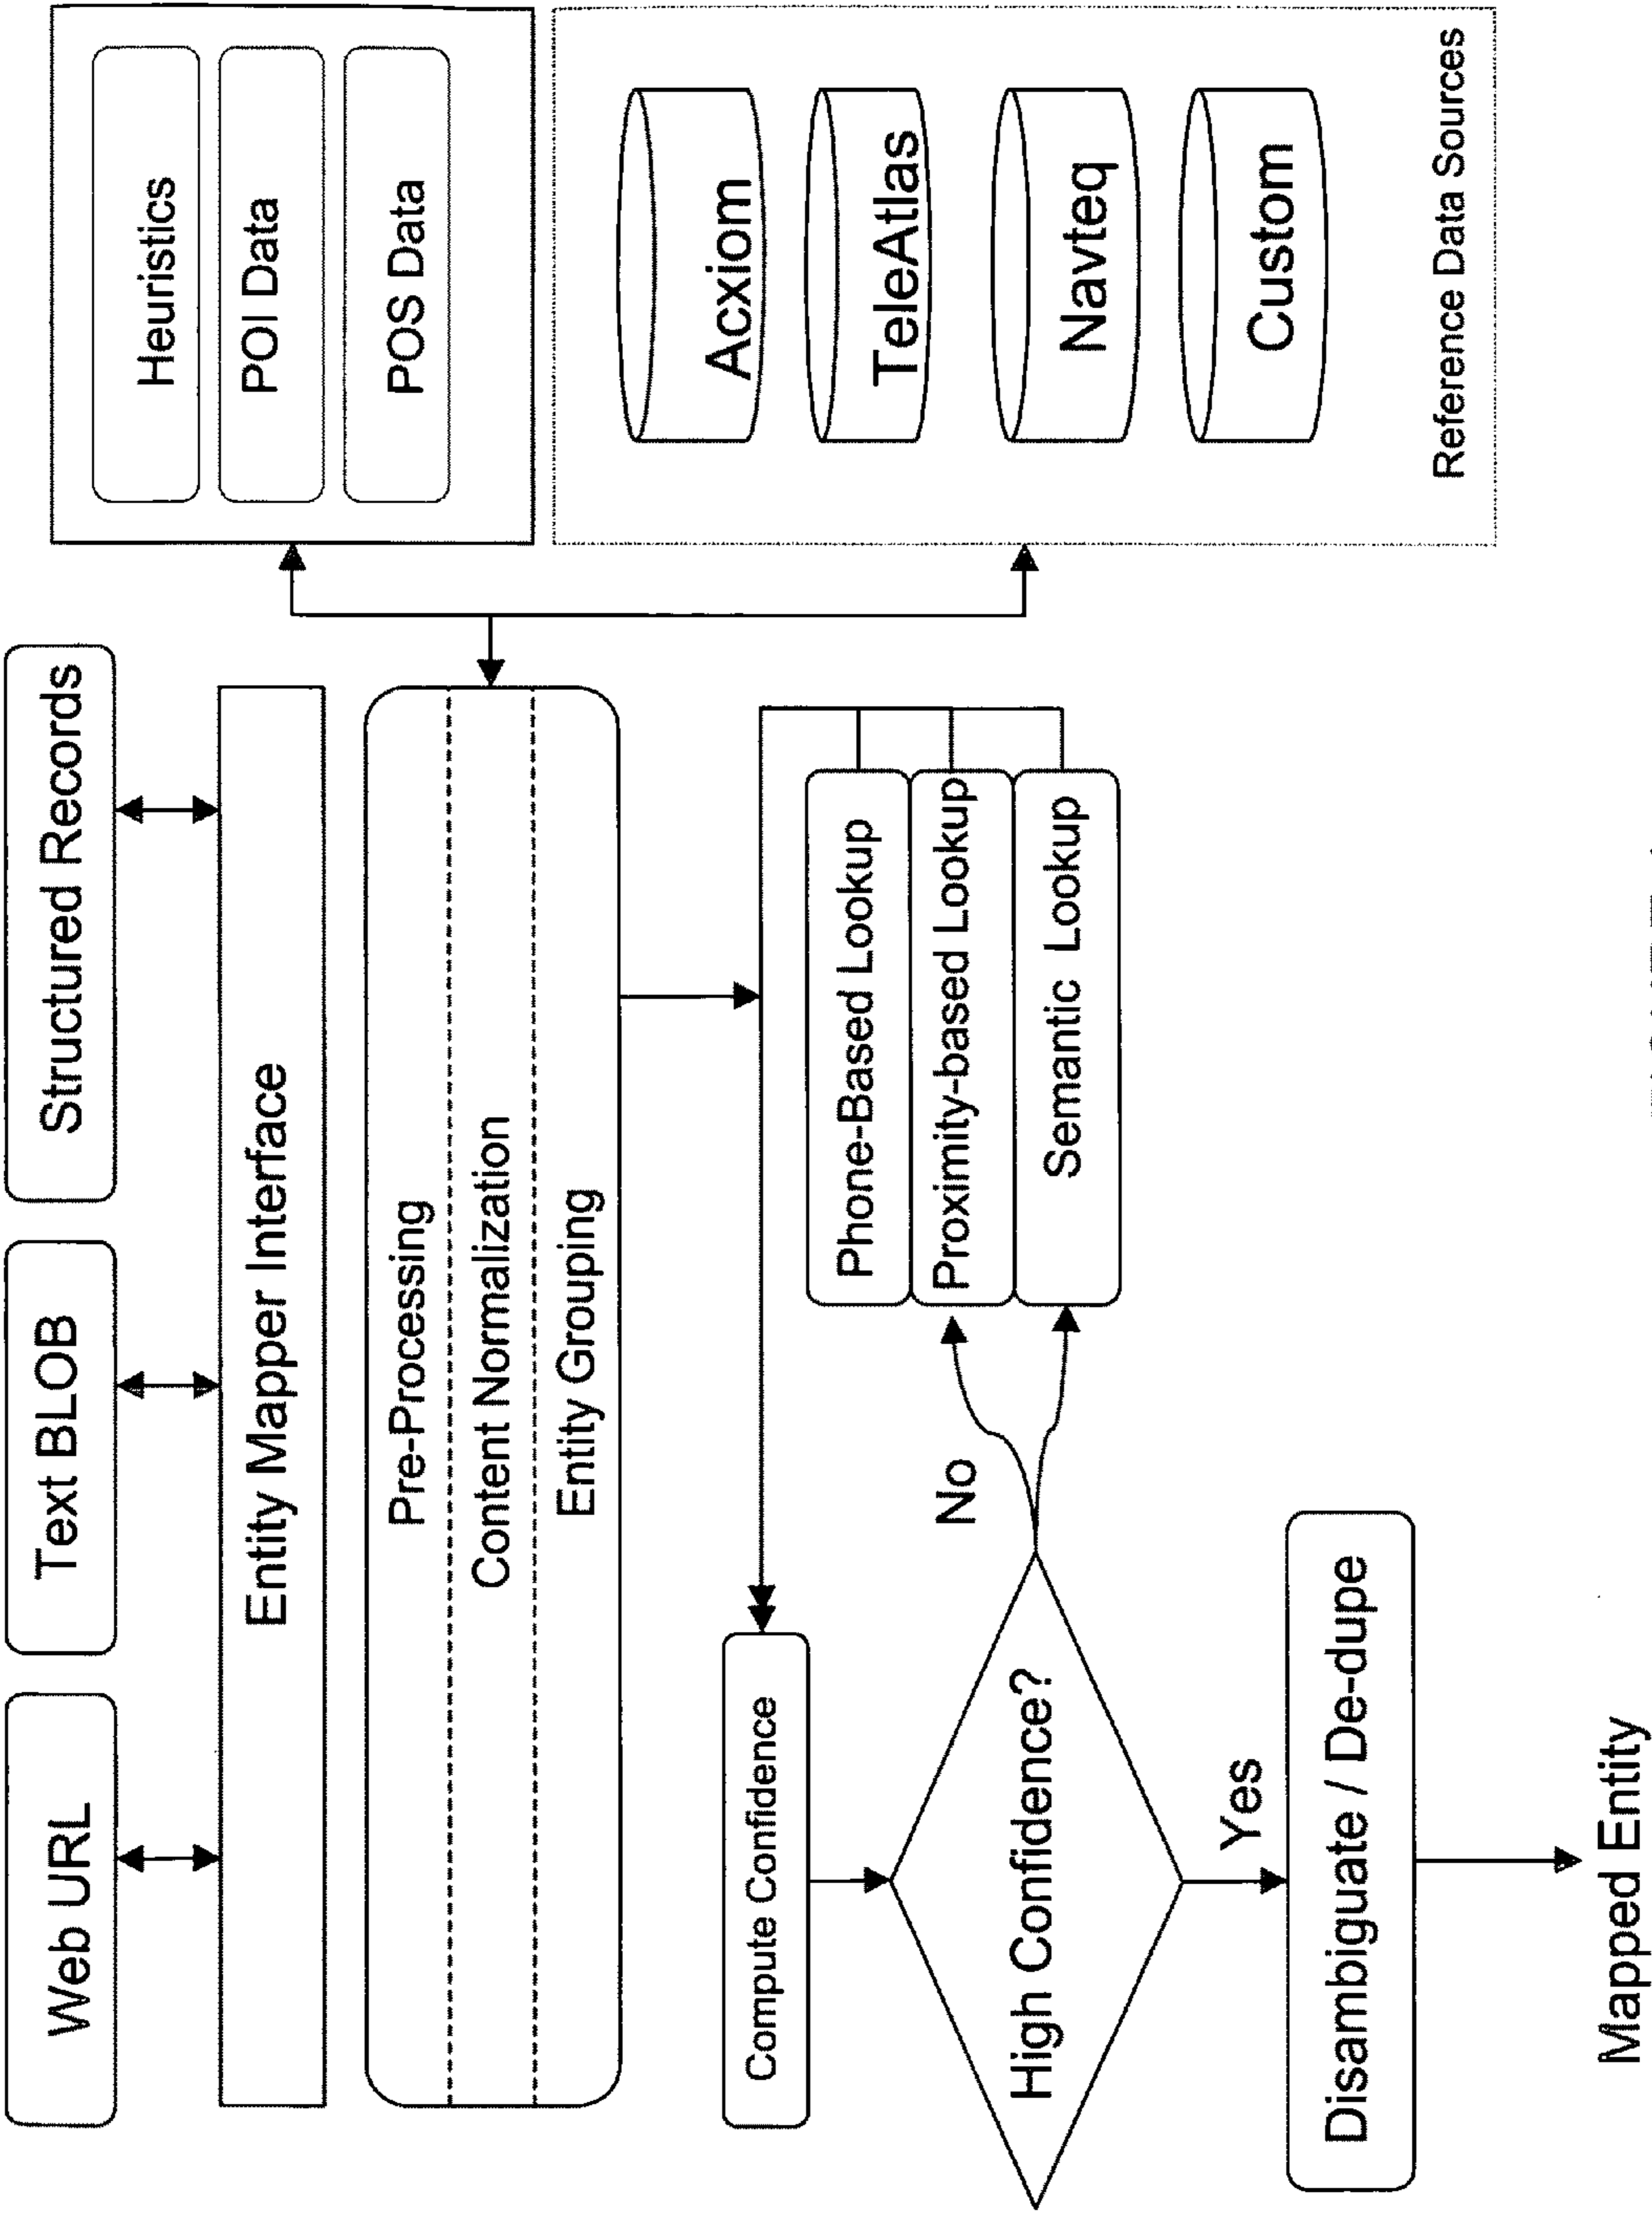 Web URL
Text BLOB
Structured Records
Entity Mapper Interface
Pre-Processing
Content Normalization
Entity Grouping
Heuristics
POI Data
POS Data
Acxiom
TeleAtlas
Navteq
Custom
Reference Data Sources
Compute Confidence
High Confidence?
No
Yes
Phone-Based Lookup
Proximity-based Lookup
Semantic Lookup
Disambiguate / De-dupe
Mapped Entity